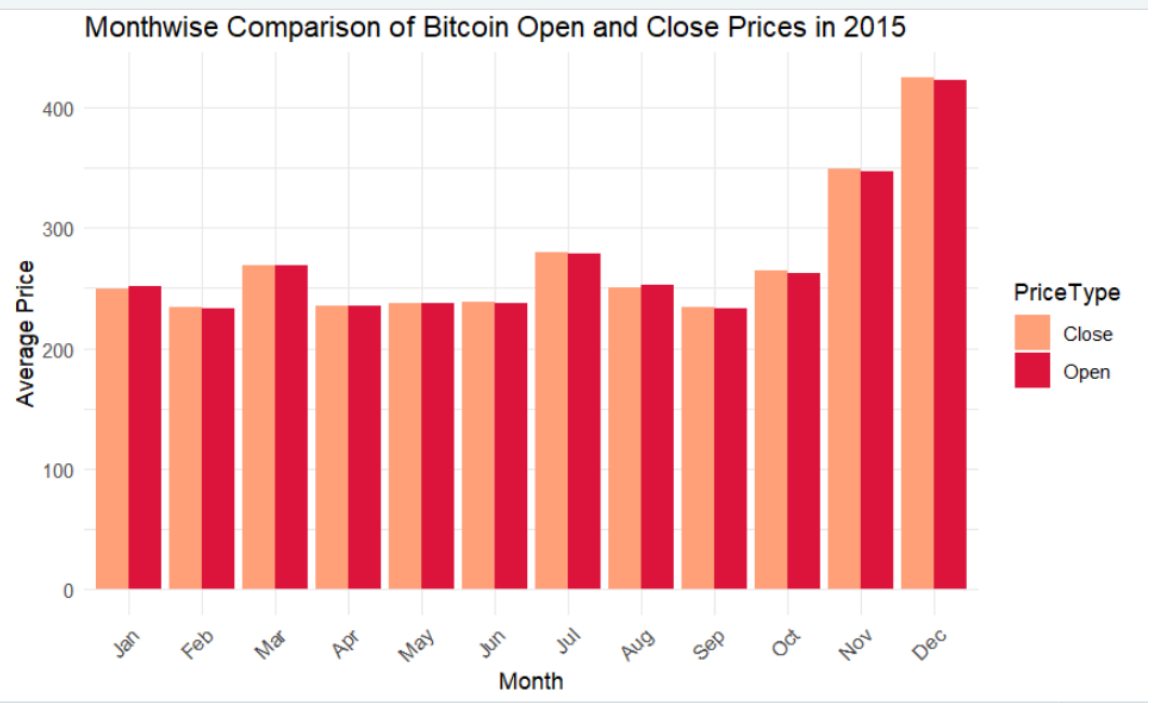 Monthwise Comparison of Bitcoin Open and Close Prices in 2015
400
300
200
100
0
Average Price
Jan
Feb
Mar
Apr
May
Jun
Jul
Aug
Sep
Oct
Nov
Dec
Month
PriceType
Close
Open